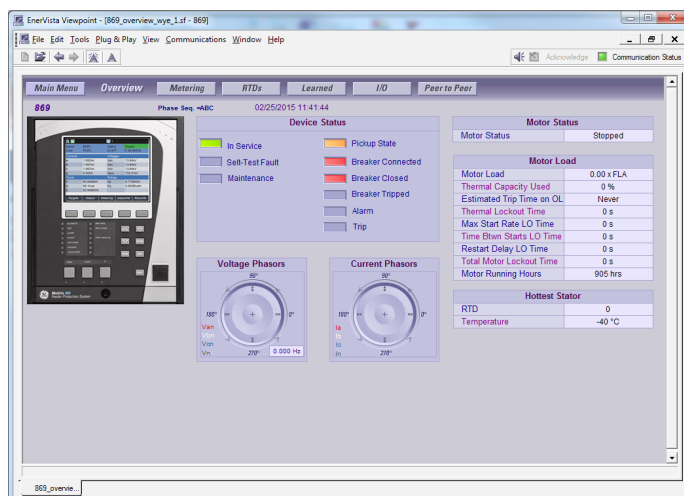 EnerVista Viewpoint - [869_overview_wye_1.sf - 869]
File Edit Tools Plug & Play View Communications Window Help
Acknowledge Communication Status
Main Menu Overview Metering RTDs Learned I/O Peer to Peer
869 Phase Seq. =ABC 02/25/2015 11:41:44
Device Status
In Service
Self-Test Fault
Maintenance
Pickup State
Breaker Connected
Breaker Closed
Breaker Tripped
Alarm
Trip
Motor Status
Motor Status Stopped
Motor Load
Motor Load 0.00 x FLA
Thermal Capacity Used 0 %
Estimated Trip Time on OL Never
Thermal Lockout Time 0 s
Max Start Rate LO Time 0 s
Time Btwn Starts LO Time 0 s
Restart Delay LO Time 0 s
Total Motor Lockout Time 0 s
Motor Running Hours 905 hrs
Hottest Stator
RTD 0
Temperature -40 °C
Voltage Phasors
90°
180° 0°
Van
Vbn
Vcn
Vn
270°
0.000 Hz
Current Phasors
90°
180° 0°
Ia
Ib
Ic
In
270°
Multilin
Feeder Protection System
869_overvie...